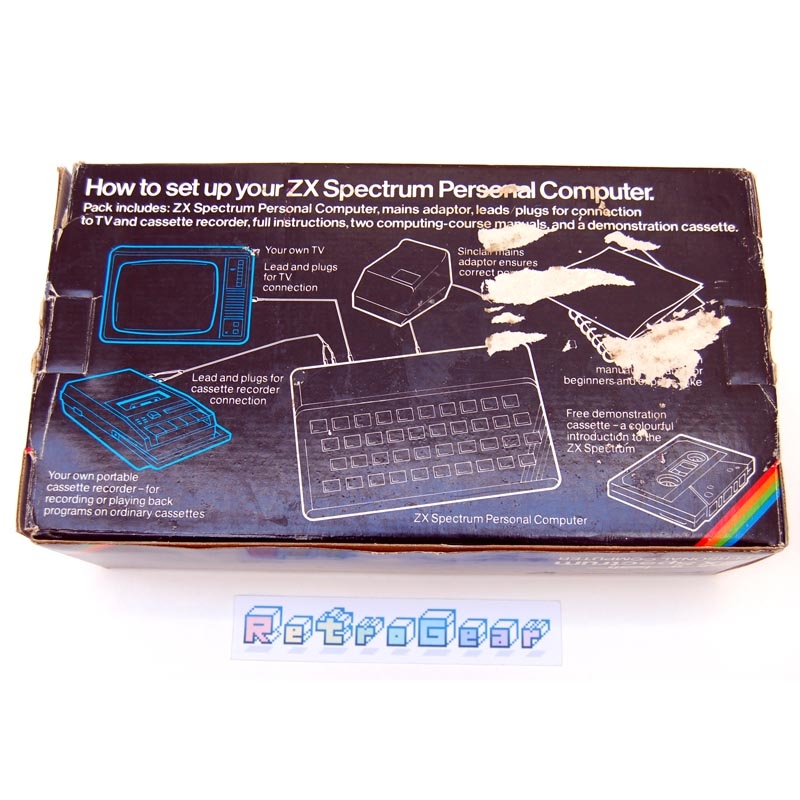 How to set up your ZX Spectrum Personal Computer.
Pack includes: ZX Spectrum Personal Computer, mains adaptor, leads/plugs for connection
to TV and cassette recorder, full instructions, two computing-course manuals, and a demonstration cassette.
Your own TV
Lead and plugs
for TV
connection
Sinclair mains
adaptor ensures
correct
Lead and plugs for
cassette recorder
connection
beginners and
Free demonstration
cassette – a colourful
introduction to the
ZX Spectrum
Your own portable
cassette recorder – for
recording or playing back
programs on ordinary cassettes
ZX Spectrum Personal Computer
RetroGear